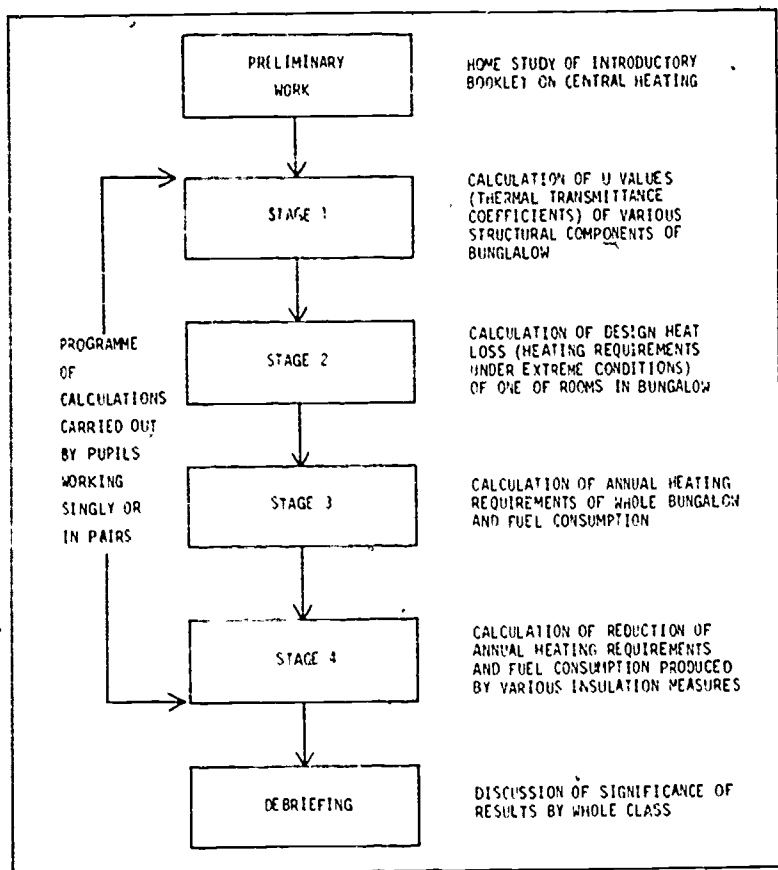 PRELIMINARY
WORK
HOME STUDY OF INTRODUCTORY
BOOKLET ON CENTRAL HEATING
STAGE 1
CALCULATION OF U VALUES
(THERMAL TRANSMITTANCE
COEFFICIENTS) OF VARIOUS
STRUCTURAL COMPONENTS OF
BUNGLALOW
PROGRAMME
OF
CALCULATIONS
CARRIED OUT
BY PUPILS
WORKING
SINGLY OR
IN PAIRS
STAGE 2
CALCULATION OF DESIGN HEAT
LOSS (HEATING REQUIREMENTS
UNDER EXTREME CONDITIONS)
OF ONE OF ROOMS IN BUNGALOW
STAGE 3
CALCULATION OF ANNUAL HEATING
REQUIREMENTS OF WHOLE BUNGALOW
AND FUEL CONSUMPTION
STAGE 4
CALCULATION OF REDUCTION OF
ANNUAL HEATING REQUIREMENTS
AND FUEL CONSUMPTION PRODUCED
BY VARIOUS INSULATION MEASURES
DEBRIEFING
DISCUSSION OF SIGNIFICANCE OF
RESULTS BY WHOLE CLASS